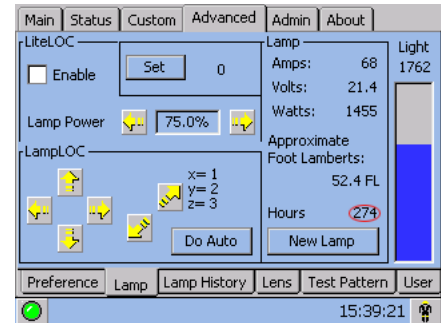 Main Status Custom Advanced Admin About
LiteLOC
Enable
Set 0
Lamp Power 75.0%
LampLOC
x= 1
y= 2
z= 3
Do Auto
Lamp
Amps: 68
Volts: 21.4
Watts: 1455
Approximate
Foot Lamberts:
52.4 FL
Hours 274
New Lamp
Light
1762
Preference Lamp Lamp History Lens Test Pattern User
15:39:21